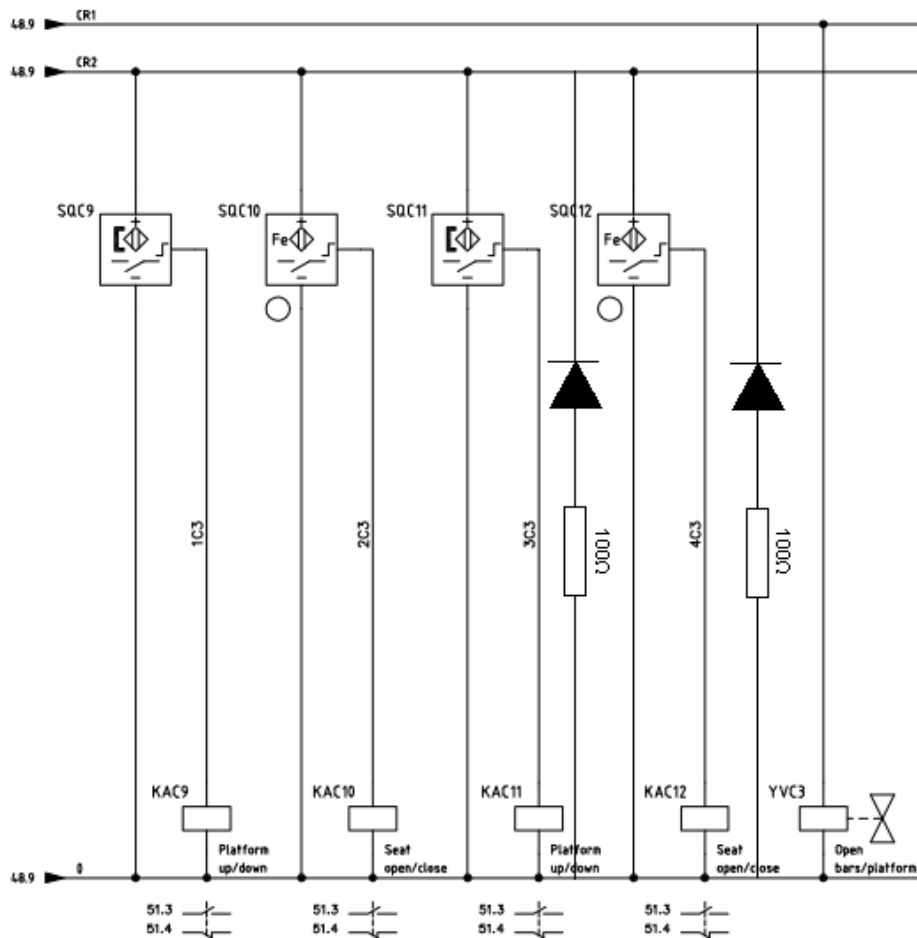 48.9 CR1
48.9 CR2
SQC9 SQC10 SQC11 SQC12
Fe Fe
1C3 2C3 3C3 100Ω 4C3 100Ω
KAC9 KAC10 KAC11 KAC12 YVC3
Platform Seat Platform Seat Open
48.9 0 up/down open/close up/down open/close bars/platform
51.3 51.3 51.3 51.3
51.4 51.4 51.4 51.4